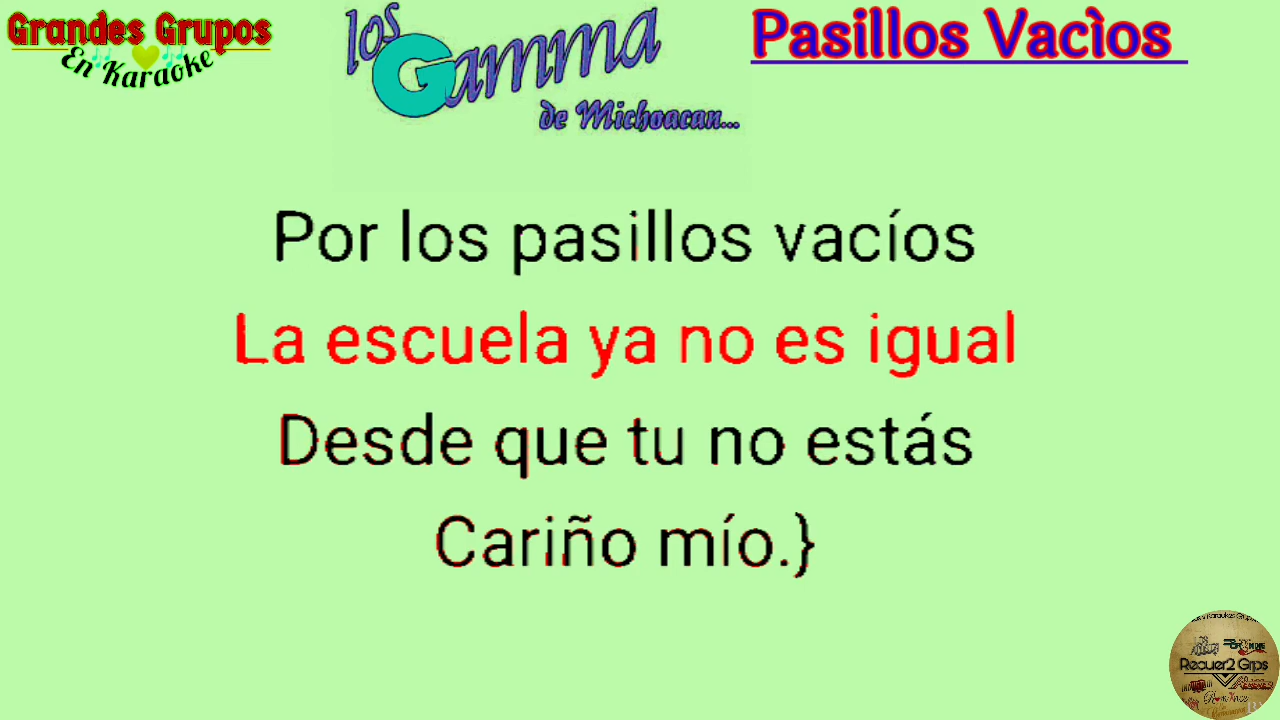 Grandes Grupos
En Karaoke
los Gamma
de Michoacan...
Pasillos Vacìos
Por los pasillos vacíos
La escuela ya no es igual
Desde que tu no estás
Cariño mío.}
Recuer2 Grps